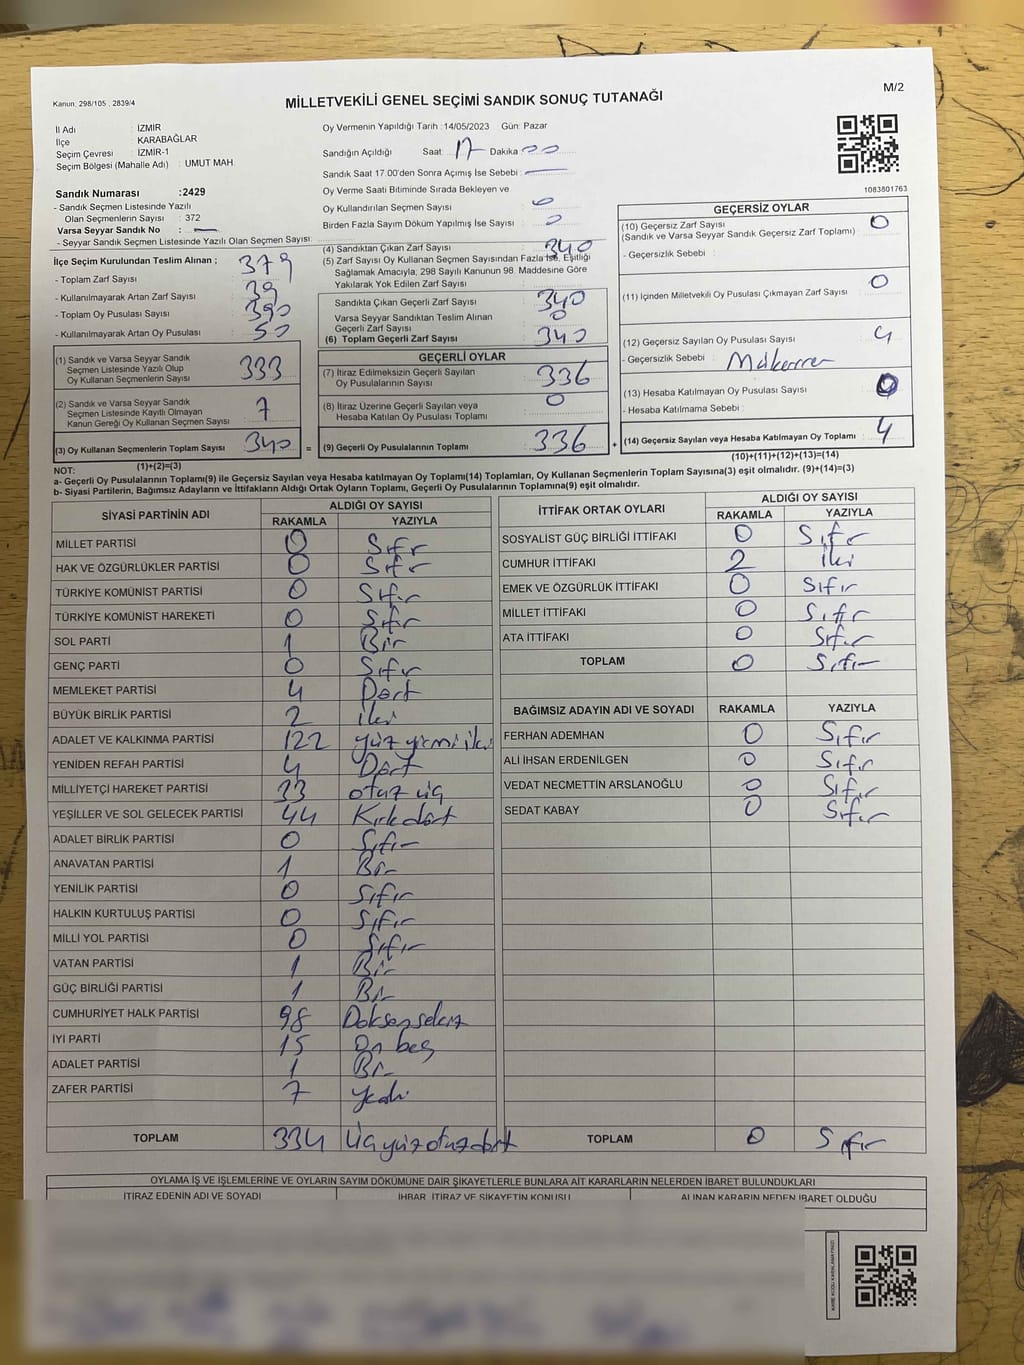 Kanun: 298/105 , 2839/4
MİLLETVEKİLİ GENEL SEÇİMİ SANDIK SONUÇ TUTANAĞI
M/2
İl Adı : İZMİR
İlçe : KARABAĞLAR
Seçim Çevresi : İZMİR-1
Seçim Bölgesi (Mahalle Adı) : UMUT MAH.
Sandık Numarası :2429
- Sandık Seçmen Listesinde Yazılı
Olan Seçmenlerin Sayısı : 372
Varsa Seyyar Sandık No :
- Seyyar Sandık Seçmen Listesinde Yazılı Olan Seçmen Sayısı:
İlçe Seçim Kurulundan Teslim Alınan ;
- Toplam Zarf Sayısı : 379
- Kullanılmayarak Artan Zarf Sayısı : 39
- Toplam Oy Pusulası Sayısı : 390
- Kullanılmayarak Artan Oy Pusulası : 50
(1) Sandık ve Varsa Seyyar Sandık
Seçmen Listesinde Yazılı Olup
Oy Kullanan Seçmenlerin Sayısı : 333
(2) Sandık ve Varsa Seyyar Sandık
Seçmen Listesinde Kayıtlı Olmayan
Kanun Gereği Oy Kullanan Seçmen Sayısı : 7
(3) Oy Kullanan Seçmenlerin Toplam Sayısı : 340 =
(1)+(2)=(3)
Oy Vermenin Yapıldığı Tarih :14/05/2023 Gün: Pazar
Sandığın Açıldığı Saat: 17 Dakika 00
Sandık Saat 17.00'den Sonra Açımış İse Sebebi :
Oy Verme Saati Bitiminde Sırada Bekleyen ve
Oy Kullandırılan Seçmen Sayısı : 0
Birden Fazla Sayım Döküm Yapılmış İse Sayısı : 0
(4) Sandıktan Çıkan Zarf Sayısı : 340
(5) Zarf Sayısı Oy Kullanan Seçmen Sayısından Fazla İse, Eşitliği
Sağlamak Amacıyla; 298 Sayılı Kanunun 98. Maddesine Göre
Yakılarak Yok Edilen Zarf Sayısı :
Sandıkta Çıkan Geçerli Zarf Sayısı : 340
Varsa Seyyar Sandıktan Teslim Alınan
Geçerli Zarf Sayısı : 0
(6) Toplam Geçerli Zarf Sayısı : 340
GEÇERLİ OYLAR
(7) İtiraz Edilmeksizin Geçerli Sayılan
Oy Pusulalarının Sayısı : 336
(8) İtiraz Üzerine Geçerli Sayılan veya
Hesaba Katılan Oy Pusulası Toplamı : 0
(9) Geçerli Oy Pusulalarının Toplamı : 336 +
1083801763
GEÇERSİZ OYLAR
(10) Geçersiz Zarf Sayısı : 0
(Sandık ve Varsa Seyyar Sandık Geçersiz Zarf Toplamı)
- Geçersizlik Sebebi :
(11) İçinden Milletvekili Oy Pusulası Çıkmayan Zarf Sayısı : 0
(12) Geçersiz Sayılan Oy Pusulası Sayısı : 4
- Geçersizlik Sebebi : Mükerrer
(13) Hesaba Katılmayan Oy Pusulası Sayısı : 0
- Hesaba Katılmama Sebebi :
(14) Geçersiz Sayılan veya Hesaba Katılmayan Oy Toplamı : 4
(10)+(11)+(12)+(13)=(14)
NOT:
a- Geçerli Oy Pusulalarının Toplamı(9) ile Geçersiz Sayılan veya Hesaba katılmayan Oy Toplamı(14) Toplamları, Oy Kullanan Seçmenlerin Toplam Sayısına(3) eşit olmalıdır. (9)+(14)=(3)
b- Siyasi Partilerin, Bağımsız Adayların ve İttifakların Aldığı Ortak Oyların Toplamı, Geçerli Oy Pusulalarının Toplamına(9) eşit olmalıdır.
SİYASİ PARTİNİN ADI ALDIĞI OY SAYISI
RAKAMLA YAZIYLA
MİLLET PARTİSİ 0 Sıfır
HAK VE ÖZGÜRLÜKLER PARTİSİ 0 Sıfır
TÜRKİYE KOMÜNİST PARTİSİ 0 Sıfır
TÜRKİYE KOMÜNİST HAREKETİ 0 Sıfır
SOL PARTİ 1 Bir
GENÇ PARTİ 0 Sıfır
MEMLEKET PARTİSİ 4 Dört
BÜYÜK BİRLİK PARTİSİ 2 iki
ADALET VE KALKINMA PARTİSİ 122 yüz yirmi iki
YENİDEN REFAH PARTİSİ 4 Dört
MİLLİYETÇİ HAREKET PARTİSİ 33 otuz üç
YEŞİLLER VE SOL GELECEK PARTİSİ 44 Kırk dört
ADALET BİRLİK PARTİSİ 0 Sıfır
ANAVATAN PARTİSİ 1 Bir
YENİLİK PARTİSİ 0 Sıfır
HALKIN KURTULUŞ PARTİSİ 0 Sıfır
MİLLİ YOL PARTİSİ 0 Sıfır
VATAN PARTİSİ 1 Bir
GÜÇ BİRLİĞİ PARTİSİ 1 Bir
CUMHURİYET HALK PARTİSİ 98 Doksan sekiz
İYİ PARTİ 15 On beş
ADALET PARTİSİ 1 Bir
ZAFER PARTİSİ 7 yedi
TOPLAM 334 üç yüz otuz dört
İTTİFAK ORTAK OYLARI ALDIĞI OY SAYISI
RAKAMLA YAZIYLA
SOSYALİST GÜÇ BİRLİĞİ İTTİFAKI 0 Sıfır
CUMHUR İTTİFAKI 2 iki
EMEK VE ÖZGÜRLÜK İTTİFAKI 0 Sıfır
MİLLET İTTİFAKI 0 Sıfır
ATA İTTİFAKI 0 Sıfır
TOPLAM 0 Sıfır
BAĞIMSIZ ADAYIN ADI VE SOYADI RAKAMLA YAZIYLA
FERHAN ADEMHAN 0 Sıfır
ALİ İHSAN ERDENİLGEN 0 Sıfır
VEDAT NECMETTİN ARSLANOĞLU 0 Sıfır
SEDAT KABAY 0 Sıfır
TOPLAM 0 Sıfır
OYLAMA İŞ VE İŞLEMLERİNE VE OYLARIN SAYIM DÖKÜMÜNE DAİR ŞİKAYETLERLE BUNLARA AİT KARARLARIN NELERDEN İBARET BULUNDUKLARI
İTİRAZ EDENİN ADI VE SOYADI İHBAR, İTİRAZ VE ŞİKAYETİN KONUSU ALINAN KARARIN NEDEN İBARET OLDUĞU